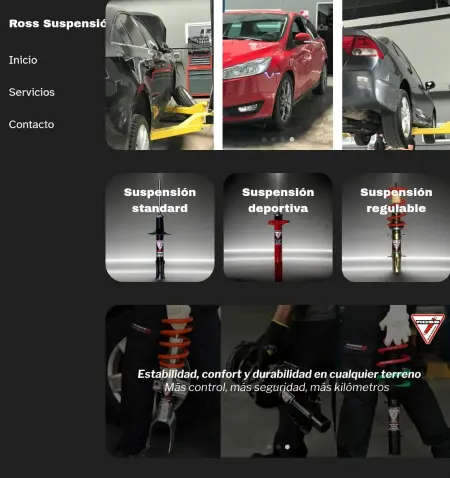 Ross Suspensió
Inicio
Servicios
Contacto
Suspensión
standard
Suspensión
deportiva
Suspensión
regulable
Estabilidad, confort y durabilidad en cualquier terreno
Más control, más seguridad, más kilómetros